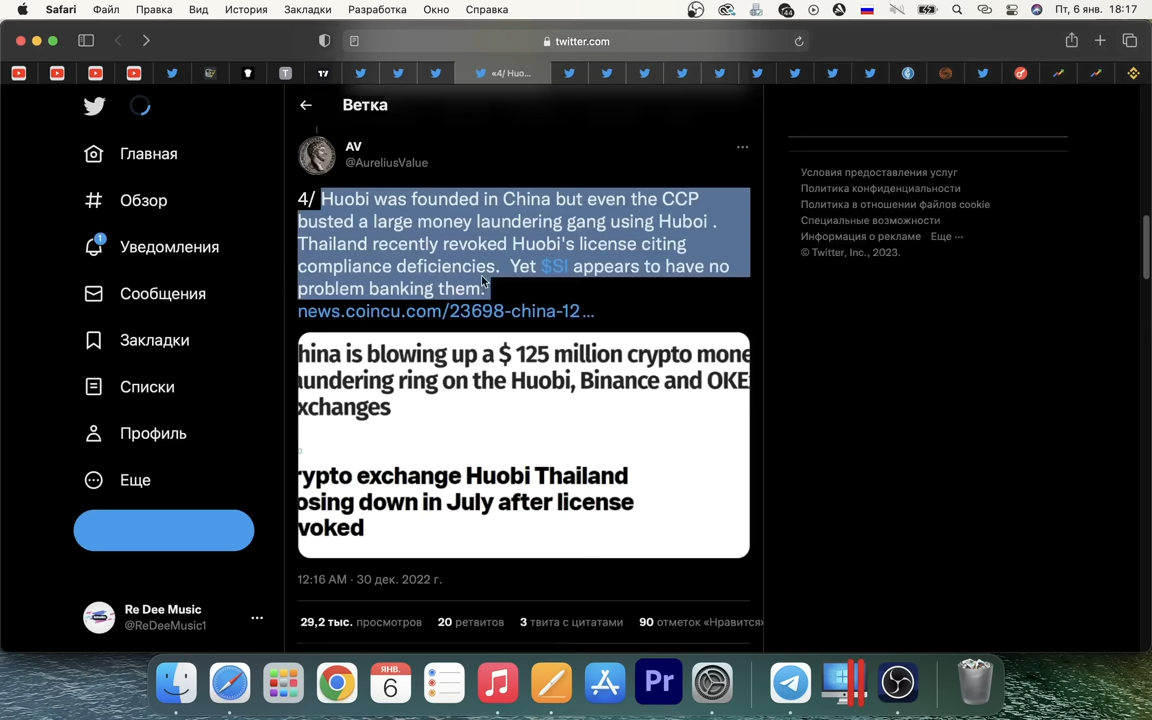 Safari Файл Правка Вид История Закладки Разработка Окно Справка
44
Пт, 6 янв. 18:17
twitter.com
T
17
«4/ Huo...
Ветка
Главная
Обзор
1
Уведомления
Сообщения
Закладки
Списки
Профиль
Еще
Re Dee Music
@ReDeeMusic1
AV
@AureliusValue
4/ Huobi was founded in China but even the CCP
busted a large money laundering gang using Huboi .
Thailand recently revoked Huobi's license citing
compliance deficiencies. Yet $SI appears to have no
problem banking them.
news.coincu.com/23698-china-12...
hina is blowing up a $ 125 million crypto mone
aundering ring on the Huobi, Binance and OKE
xchanges
rypto exchange Huobi Thailand
osing down in July after license
voked
12:16 AM · 30 дек. 2022 г.
29,2 тыс. просмотров 20 ретвитов 3 твита с цитатами 90 отметок «Нравится»
Условия предоставления услуг
Политика конфиденциальности
Политика в отношении файлов cookie
Специальные возможности
Информация о рекламе Еще ···
© Twitter, Inc., 2023.
ЯНВ.
6
Pr